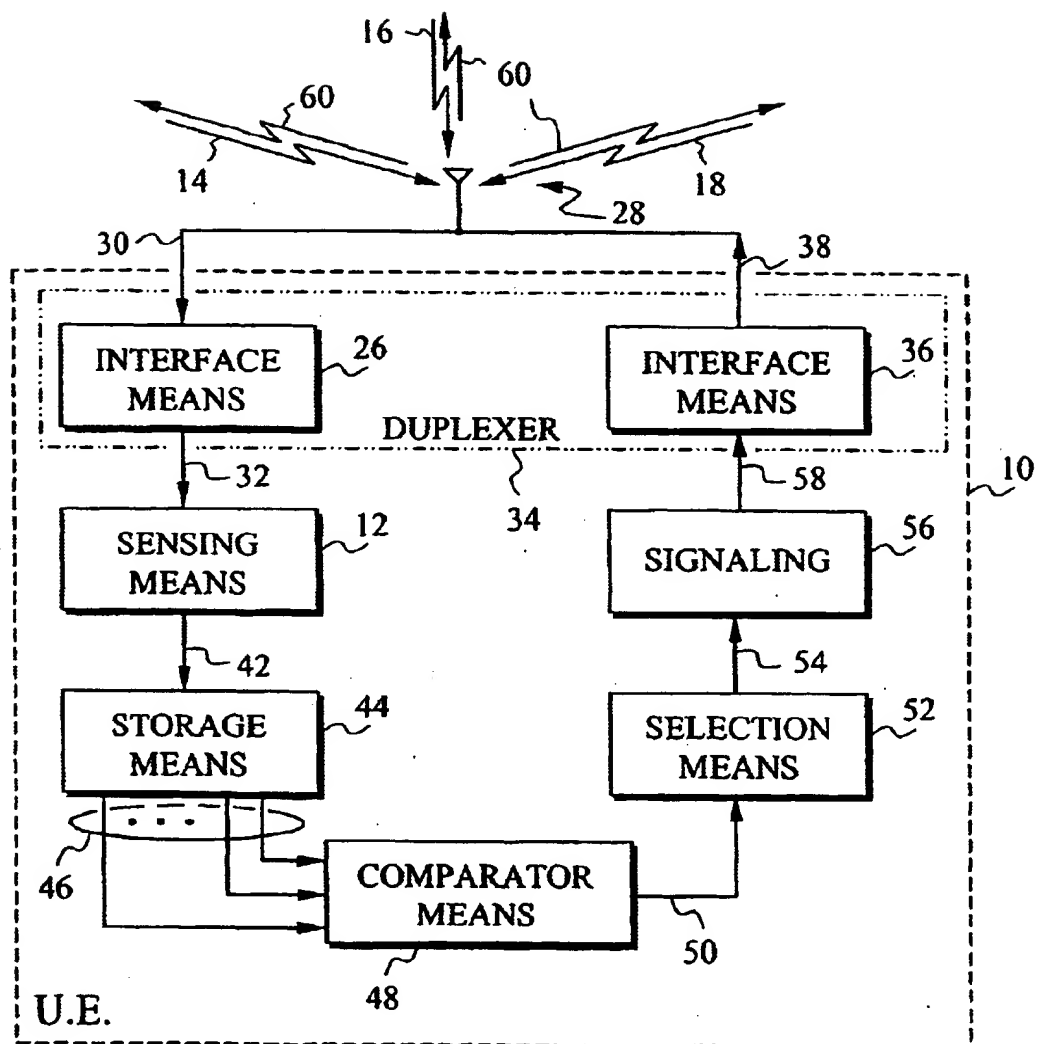 16
60
60
60
14
18
28
30
38
INTERFACE
MEANS
26
INTERFACE
MEANS
36
DUPLEXER
32
34
58
10
SENSING
MEANS
12
SIGNALING
56
42
54
STORAGE
MEANS
44
SELECTION
MEANS
52
46
COMPARATOR
MEANS
48
50
U.E.